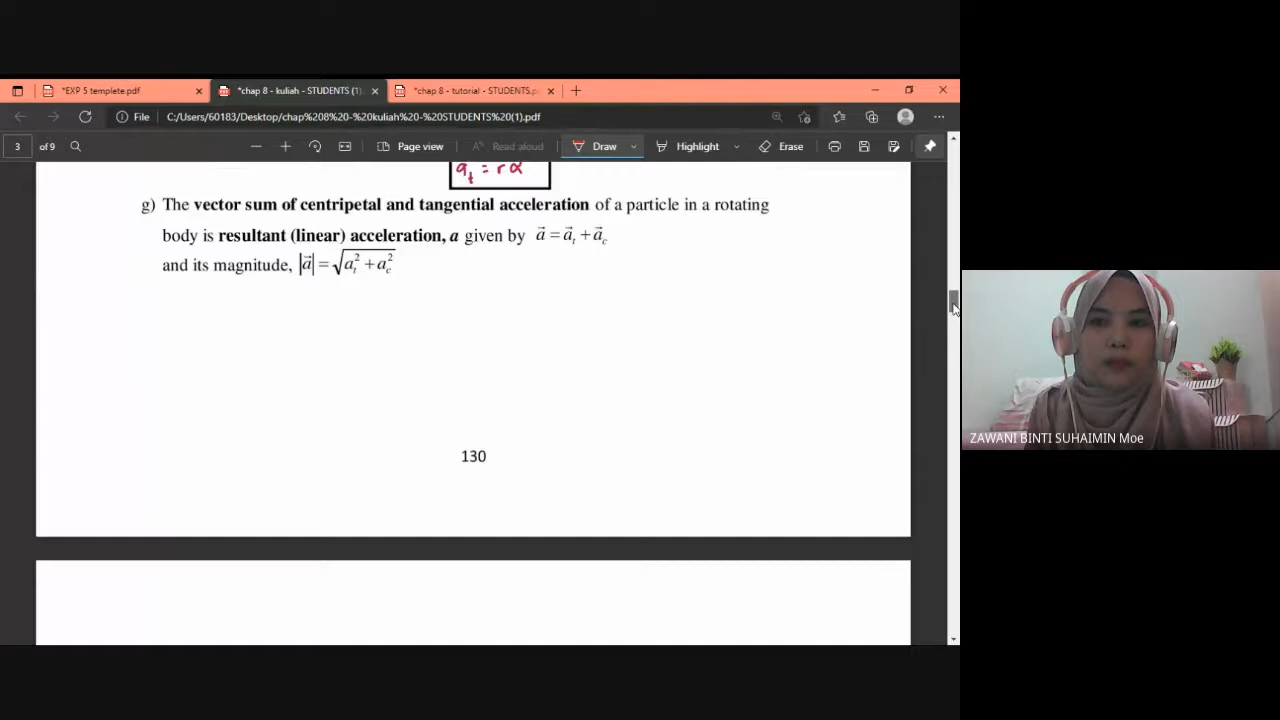 *EXP 5 templete.pdf
*chap 8 - kuliah - STUDENTS (1).
*chap 8 - tutorial - STUDENTS.p
File C:/Users/60183/Desktop/chap%208%20-%20kuliah%20-%20STUDENTS%20(1).pdf
3 of 9 Page view Read aloud Draw Highlight Erase
a_t = rα
g) The vector sum of centripetal and tangential acceleration of a particle in a rotating
body is resultant (linear) acceleration, a given by a⃗ = a⃗_t + a⃗_c
and its magnitude, |a⃗| = √(a_t² + a_c²)
130
ZAWANI BINTI SUHAIMIN Moe